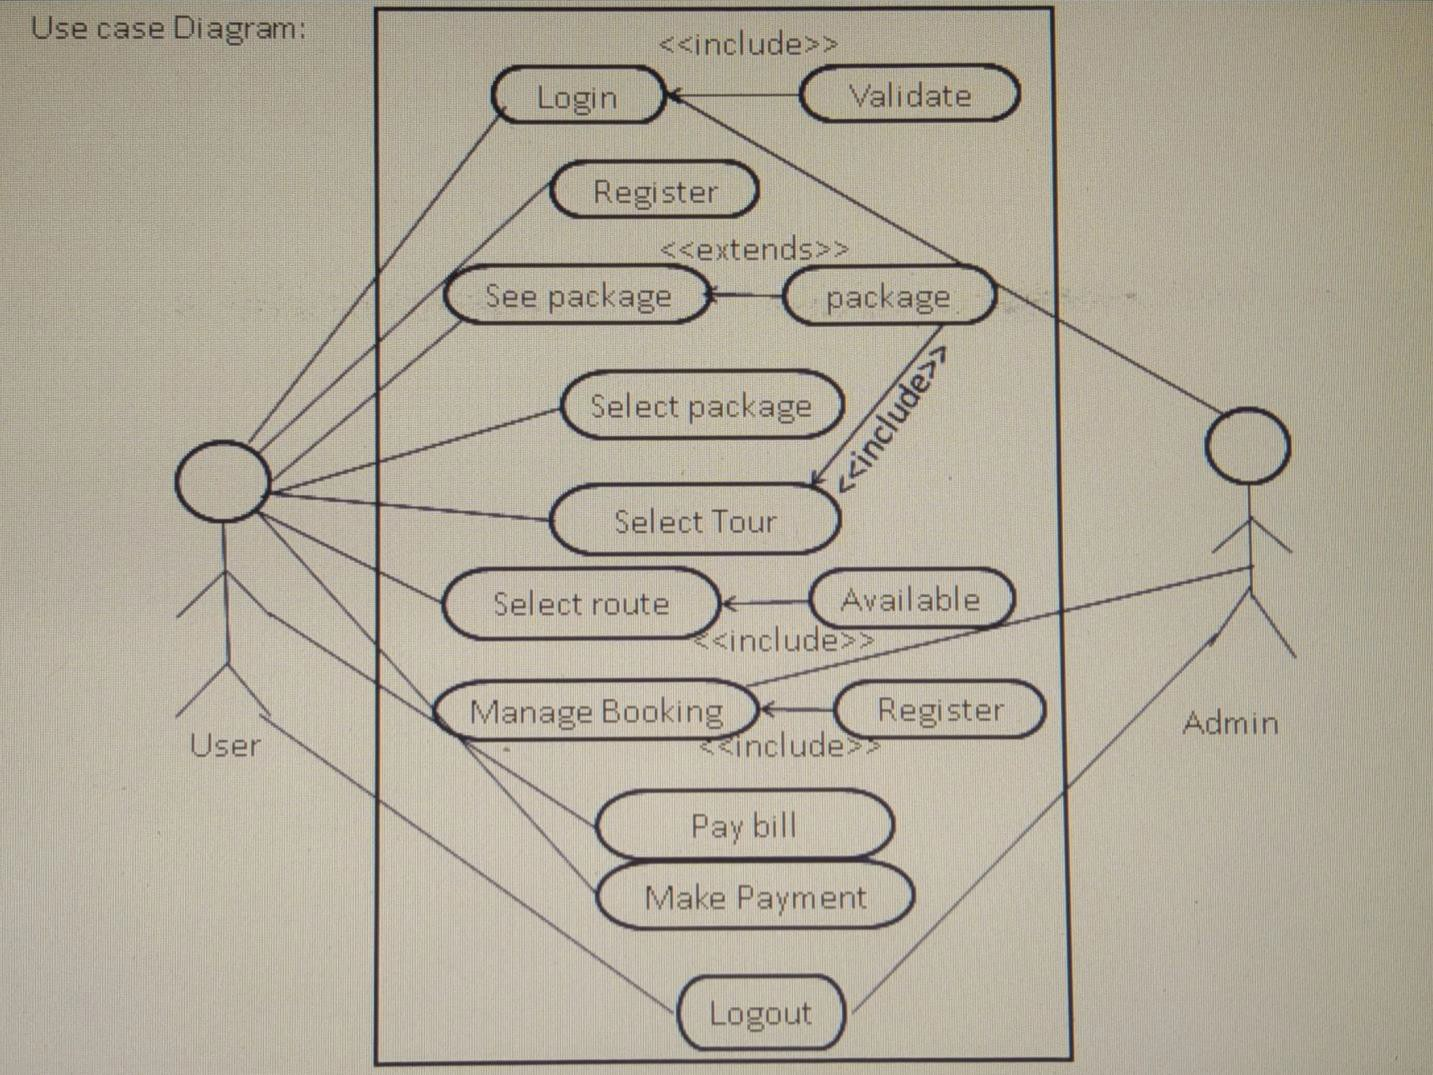 Use case Diagram:
<<include>>
Login
Validate
Register
<<extends>>
See package
package
<<include>>
Select package
Select Tour
Select route
Available
<<include>>
Manage Booking
Register
<<include>>
User
Admin
Pay bill
Make Payment
Logout